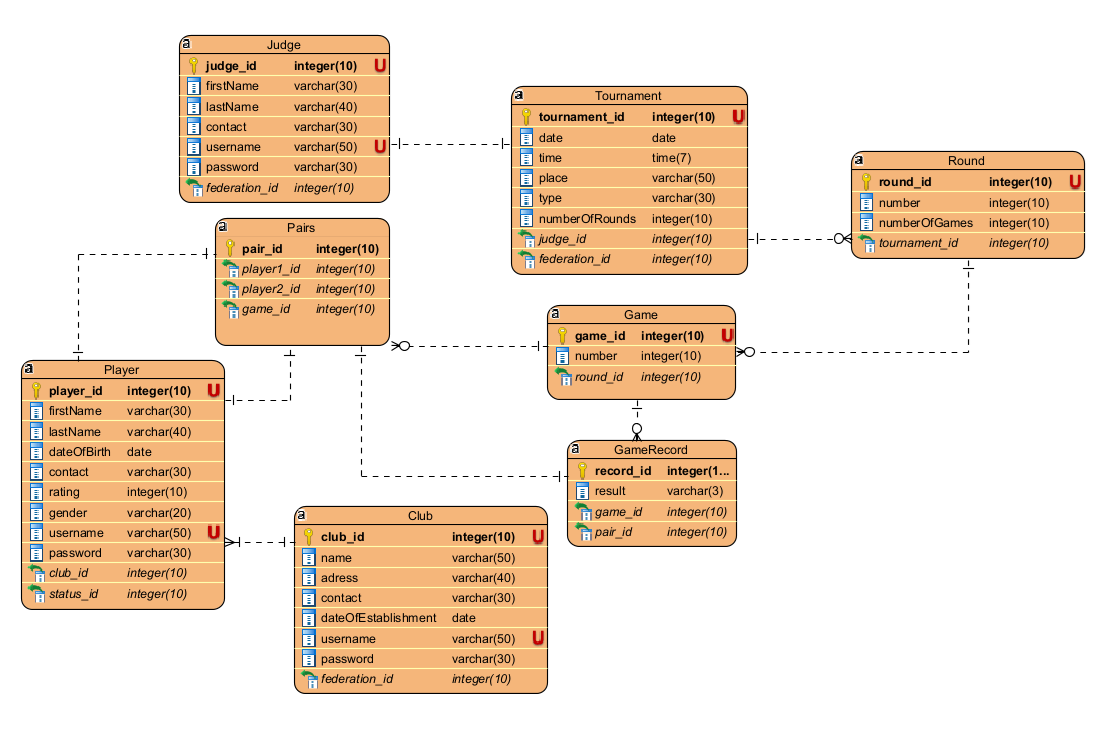 Judge
judge_id integer(10) U
firstName varchar(30)
lastName varchar(40)
contact varchar(30)
username varchar(50) U
password varchar(30)
federation_id integer(10)
Tournament
tournament_id integer(10) U
date date
time time(7)
place varchar(50)
type varchar(30)
numberOfRounds integer(10)
judge_id integer(10)
federation_id integer(10)
Round
round_id integer(10) U
number integer(10)
numberOfGames integer(10)
tournament_id integer(10)
Pairs
pair_id integer(10)
player1_id integer(10)
player2_id integer(10)
game_id integer(10)
Game
game_id integer(10) U
number integer(10)
round_id integer(10)
Player
player_id integer(10) U
firstName varchar(30)
lastName varchar(40)
dateOfBirth date
contact varchar(30)
rating integer(10)
gender varchar(20)
username varchar(50) U
password varchar(30)
club_id integer(10)
status_id integer(10)
GameRecord
record_id integer(1...
result varchar(3)
game_id integer(10)
pair_id integer(10)
Club
club_id integer(10) U
name varchar(50)
adress varchar(40)
contact varchar(30)
dateOfEstablishment date
username varchar(50) U
password varchar(30)
federation_id integer(10)